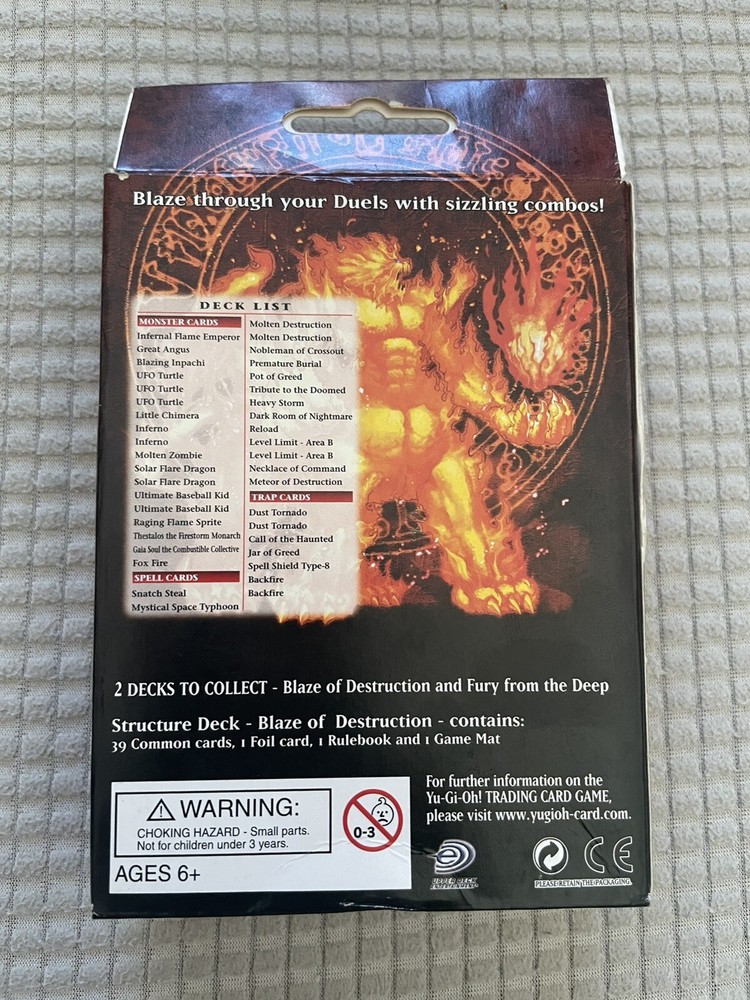 Blaze through your Duels with sizzling combos!
DECK LIST
MONSTER CARDS
Infernal Flame Emperor
Great Angus
Blazing Inpachi
UFO Turtle
UFO Turtle
UFO Turtle
Little Chimera
Inferno
Inferno
Molten Zombie
Solar Flare Dragon
Solar Flare Dragon
Ultimate Baseball Kid
Ultimate Baseball Kid
Raging Flame Sprite
Thestalos the Firestorm Monarch
Gaia Soul the Combustible Collective
Fox Fire
SPELL CARDS
Snatch Steal
Mystical Space Typhoon
Molten Destruction
Molten Destruction
Nobleman of Crossout
Premature Burial
Pot of Greed
Tribute to the Doomed
Heavy Storm
Dark Room of Nightmare
Reload
Level Limit - Area B
Level Limit - Area B
Necklace of Command
Meteor of Destruction
TRAP CARDS
Dust Tornado
Dust Tornado
Call of the Haunted
Jar of Greed
Spell Shield Type-8
Backfire
Backfire
2 DECKS TO COLLECT - Blaze of Destruction and Fury from the Deep
Structure Deck - Blaze of Destruction - contains:
39 Common cards, 1 Foil card, 1 Rulebook and 1 Game Mat
⚠ WARNING:
CHOKING HAZARD - Small parts.
Not for children under 3 years.
AGES 6+
0-3
For further information on the
Yu-Gi-Oh! TRADING CARD GAME,
please visit www.yugioh-card.com.
UPPER DECK
ENTERTAINMENT
CE
PLEASE RETAIN THE PACKAGING